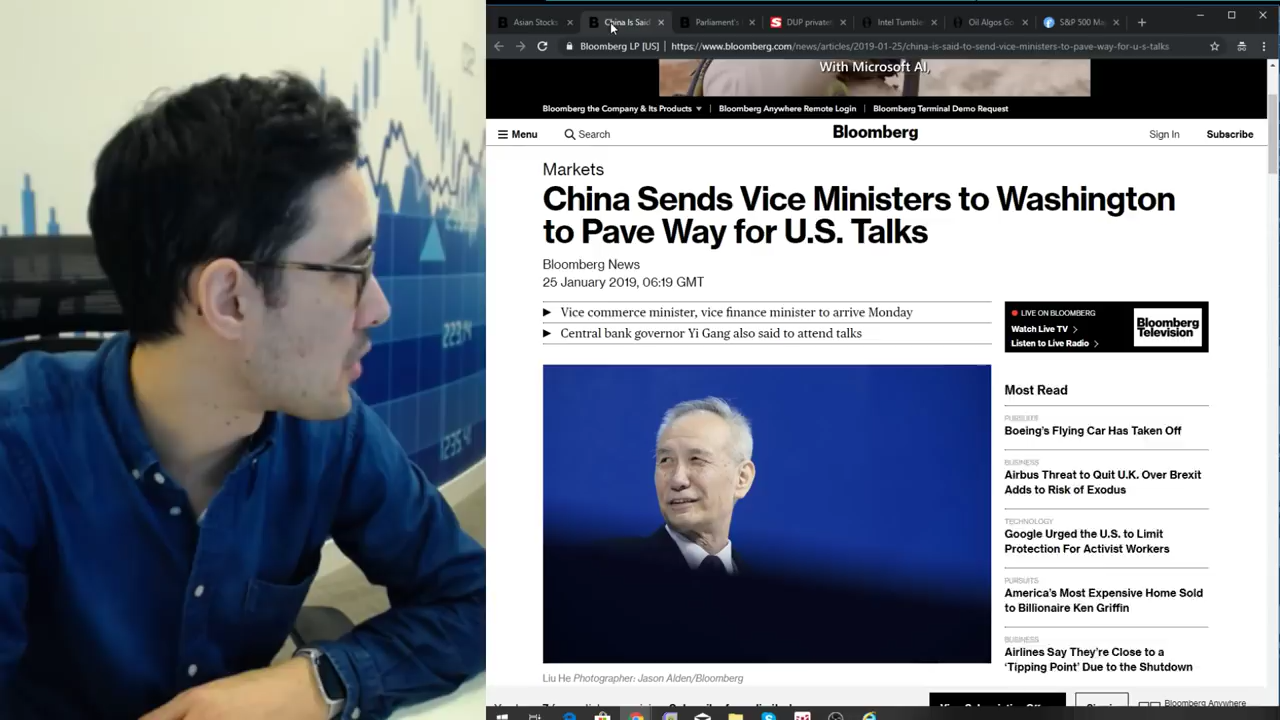 Asian Stocks
China Is Said
Parliament's
DUP private
Intel Tumble
Oil Algos Go
S&P 500 Ma
Bloomberg LP [US]
https://www.bloomberg.com/news/articles/2019-01-25/china-is-said-to-send-vice-ministers-to-pave-way-for-u-s-talks
With Microsoft AI,
Bloomberg the Company & Its Products
Bloomberg Anywhere Remote Login
Bloomberg Terminal Demo Request
Menu
Search
Bloomberg
Sign In
Subscribe
Markets
China Sends Vice Ministers to Washington
to Pave Way for U.S. Talks
Bloomberg News
25 January 2019, 06:19 GMT
Vice commerce minister, vice finance minister to arrive Monday
Central bank governor Yi Gang also said to attend talks
Liu He Photographer: Jason Alden/Bloomberg
LIVE ON BLOOMBERG
Watch Live TV
Listen to Live Radio
Bloomberg
Television
Most Read
PURSUITS
Boeing's Flying Car Has Taken Off
BUSINESS
Airbus Threat to Quit U.K. Over Brexit
Adds to Risk of Exodus
TECHNOLOGY
Google Urged the U.S. to Limit
Protection For Activist Workers
PURSUITS
America's Most Expensive Home Sold
to Billionaire Ken Griffin
BUSINESS
Airlines Say They're Close to a
'Tipping Point' Due to the Shutdown
Bloomberg Anywhere